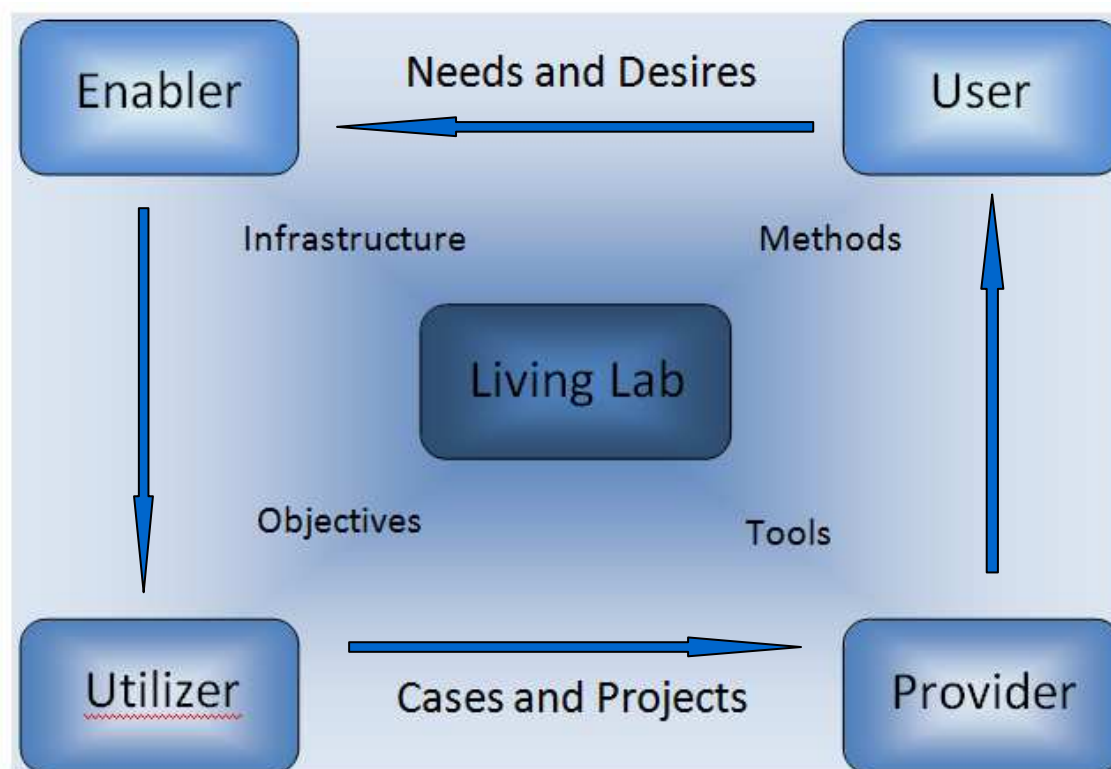 Enabler
Needs and Desires
User
Infrastructure
Methods
Living Lab
Objectives
Tools
Utilizer
Cases and Projects
Provider